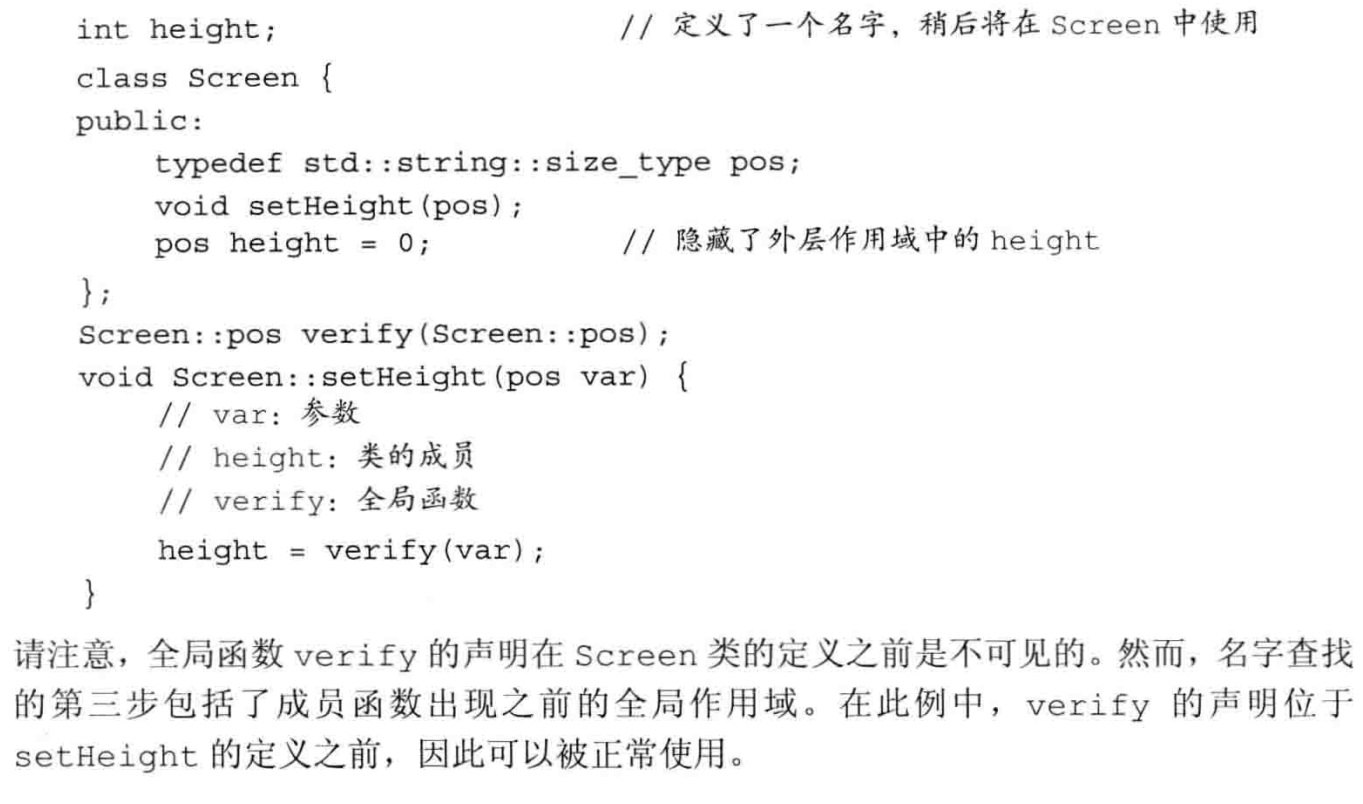 int height; // 定义了一个名字，稍后将在 Screen 中使用
class Screen {
public:
typedef std::string::size_type pos;
void setHeight(pos);
pos height = 0; // 隐藏了外层作用域中的 height
};
Screen::pos verify(Screen::pos);
void Screen::setHeight(pos var) {
// var: 参数
// height: 类的成员
// verify: 全局函数
height = verify(var);
}
请注意，全局函数 verify 的声明在 Screen 类的定义之前是不可见的。然而，名字查找
的第三步包括了成员函数出现之前的全局作用域。在此例中，verify 的声明位于
setHeight 的定义之前，因此可以被正常使用。